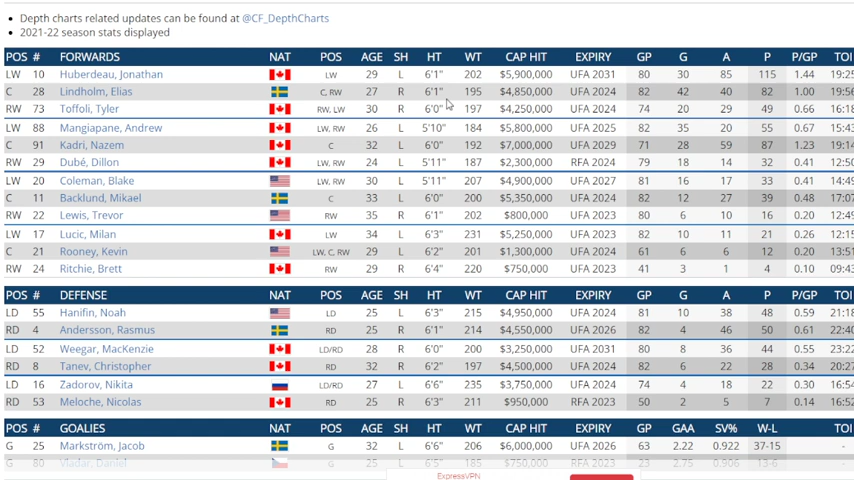 Depth charts related updates can be found at @CF_DepthCharts
2021-22 season stats displayed
POS # FORWARDS NAT POS AGE SH HT WT CAP HIT EXPIRY GP G A P P/GP TOI
LW 10 Huberdeau, Jonathan LW 29 L 6'1" 202 $5,900,000 UFA 2031 80 30 85 115 1.44 19:25
C 28 Lindholm, Elias C, RW 27 R 6'1" 195 $4,850,000 UFA 2024 82 42 40 82 1.00 19:56
RW 73 Toffoli, Tyler RW, LW 30 R 6'0" 197 $4,250,000 UFA 2024 74 20 29 49 0.66 16:18
LW 88 Mangiapane, Andrew LW, RW 26 L 5'10" 184 $5,800,000 UFA 2025 82 35 20 55 0.67 15:43
C 91 Kadri, Nazem C 32 L 6'0" 192 $7,000,000 UFA 2029 71 28 59 87 1.23 19:14
RW 29 Dubé, Dillon LW, RW 24 L 5'11" 187 $2,300,000 RFA 2024 79 18 14 32 0.41 12:50
LW 20 Coleman, Blake LW, RW 30 L 5'11" 207 $4,900,000 UFA 2027 81 16 17 33 0.41 14:49
C 11 Backlund, Mikael C 33 L 6'0" 200 $5,350,000 UFA 2024 82 12 27 39 0.48 17:07
RW 22 Lewis, Trevor RW 35 R 6'1" 202 $800,000 UFA 2023 80 6 10 16 0.20 12:49
LW 17 Lucic, Milan LW 34 L 6'3" 231 $5,250,000 UFA 2023 82 10 11 21 0.26 12:15
C 21 Rooney, Kevin LW, C, RW 29 L 6'2" 201 $1,300,000 UFA 2024 61 6 6 12 0.20 13:51
RW 24 Ritchie, Brett RW 29 R 6'4" 220 $750,000 UFA 2023 41 3 1 4 0.10 09:43
POS # DEFENSE NAT POS AGE SH HT WT CAP HIT EXPIRY GP G A P P/GP TOI
LD 55 Hanifin, Noah LD 25 L 6'3" 215 $4,950,000 UFA 2024 81 10 38 48 0.59 21:18
RD 4 Andersson, Rasmus RD 25 R 6'1" 214 $4,550,000 UFA 2026 82 4 46 50 0.61 22:40
LD 52 Weegar, MacKenzie LD/RD 28 R 6'0" 200 $3,250,000 UFA 2031 80 8 36 44 0.55 23:22
RD 8 Tanev, Christopher RD 32 R 6'2" 197 $4,500,000 UFA 2024 82 6 22 28 0.34 20:27
LD 16 Zadorov, Nikita LD/RD 27 L 6'6" 235 $3,750,000 UFA 2024 74 4 18 22 0.30 16:54
RD 53 Meloche, Nicolas RD 25 R 6'3" 211 $950,000 RFA 2023 50 2 5 7 0.14 16:52
POS # GOALIES NAT POS AGE SH HT WT CAP HIT EXPIRY GP GAA SV% W-L TOI
G 25 Markström, Jacob G 32 L 6'6" 206 $6,000,000 UFA 2026 63 2.22 0.922 37-15 -
G 80 Vladar, Daniel G 25 L 6'5" 185 $750,000 RFA 2023 23 2.75 0.906 13-6 -
ExpressVPN